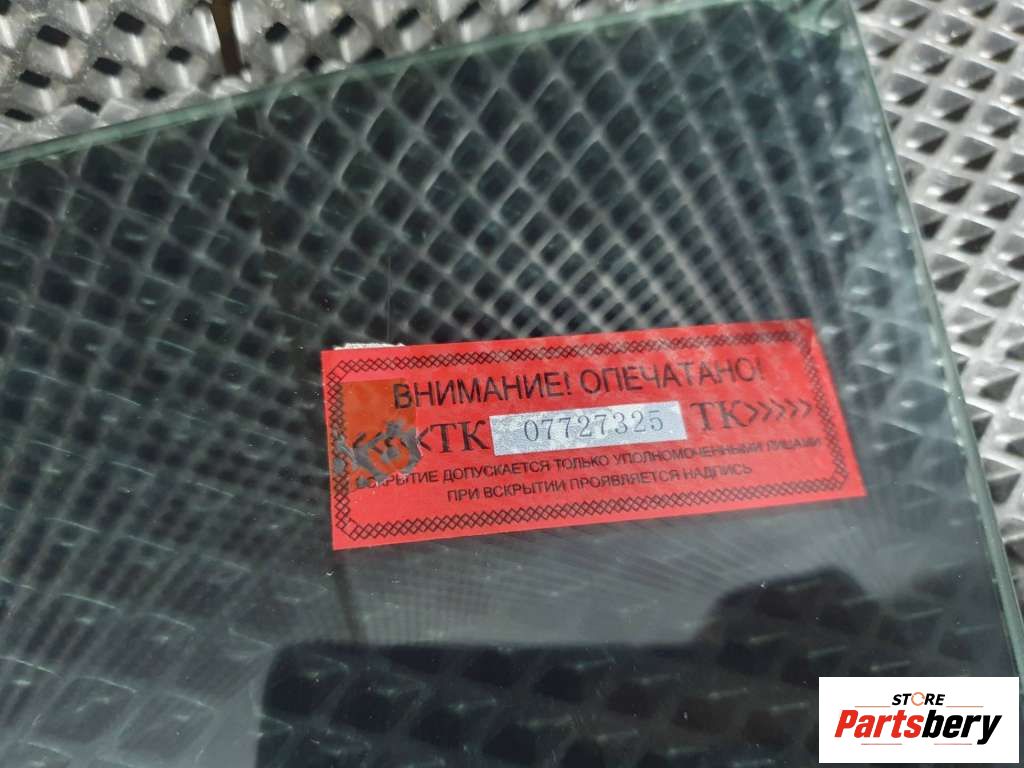 ВНИМАНИЕ! ОПЕЧАТАНО!
<<<ТК 07727325 ТК>>>>>
ВСКРЫТИЕ ДОПУСКАЕТСЯ ТОЛЬКО УПОЛНОМОЧЕННЫМИ ЛИЦАМИ
ПРИ ВСКРЫТИИ ПРОЯВЛЯЕТСЯ НАДПИСЬ
STORE
Partsbery